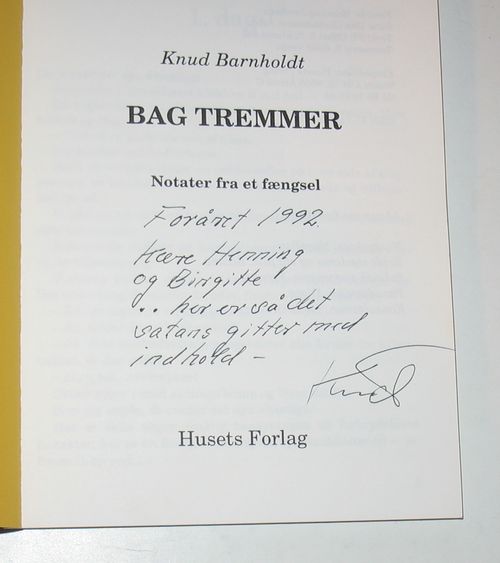 Knud Barnholdt
BAG TREMMER
Notater fra et fængsel
Foråret 1992.
Kære Henning
og Birgitte
.. her er så det
satans gitter med
indhold –
Knud
Husets Forlag